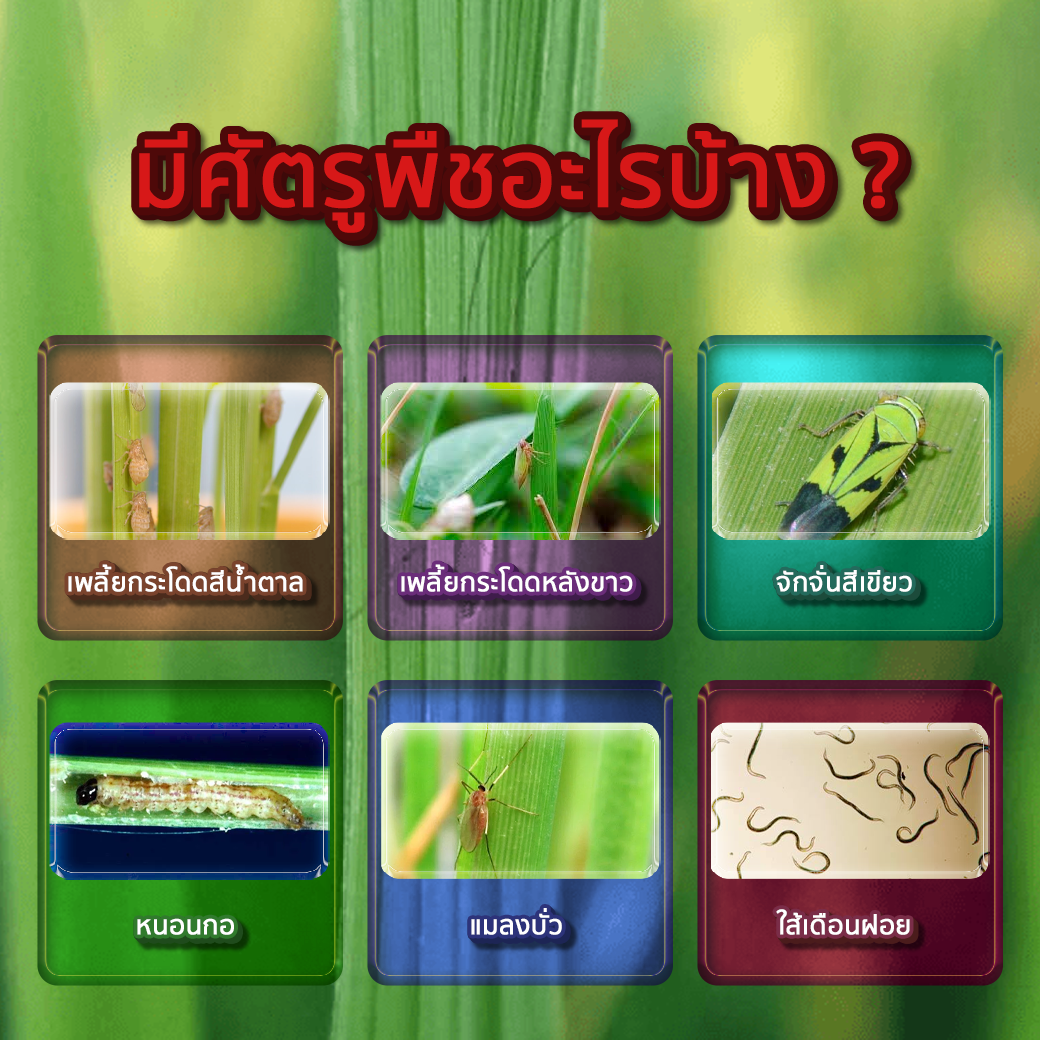 มีศัตรูพืชอะไรบ้าง ?
เพลี้ยกระโดดสีน้ำตาล
เพลี้ยกระโดดหลังขาว
จักจั่นสีเขียว
หนอนกอ
แมลงบั่ว
ใส้เดือนฝอย